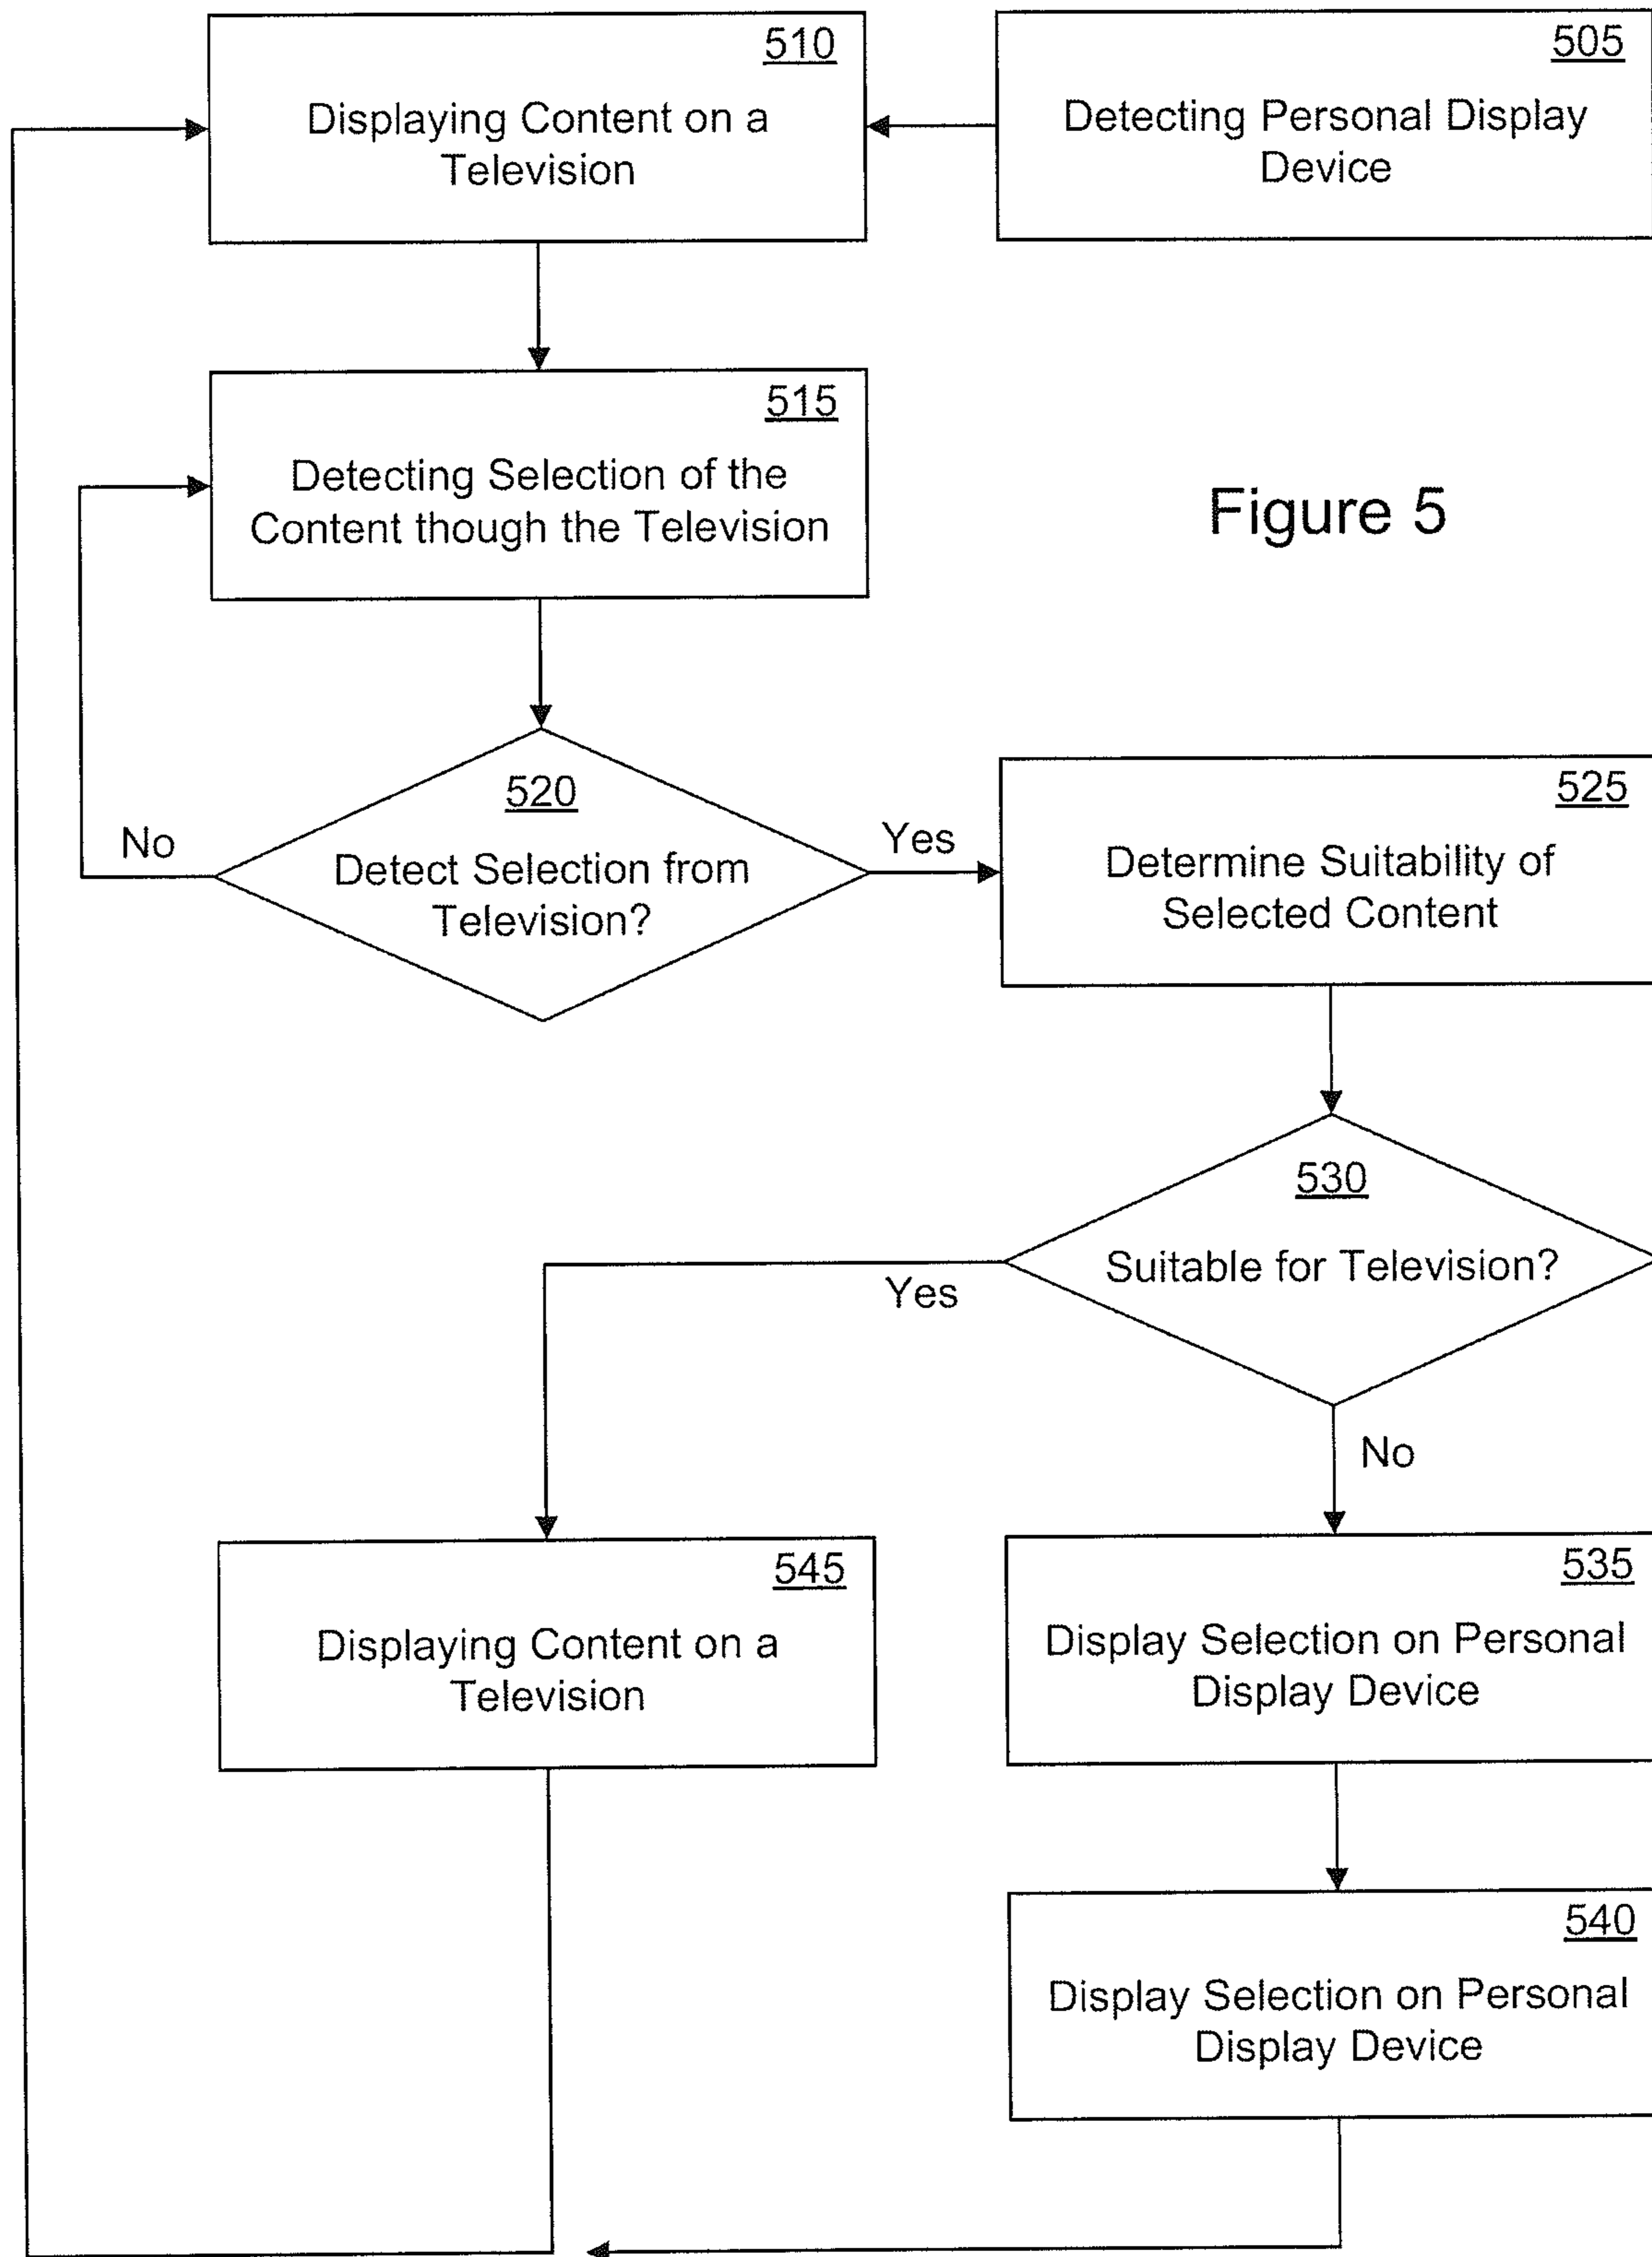 510
Displaying Content on a
Television
505
Detecting Personal Display
Device
515
Detecting Selection of the
Content though the Television
Figure 5
520
Detect Selection from
Television?
No
Yes
525
Determine Suitability of
Selected Content
530
Suitable for Television?
Yes
No
545
Displaying Content on a
Television
535
Display Selection on Personal
Display Device
540
Display Selection on Personal
Display Device